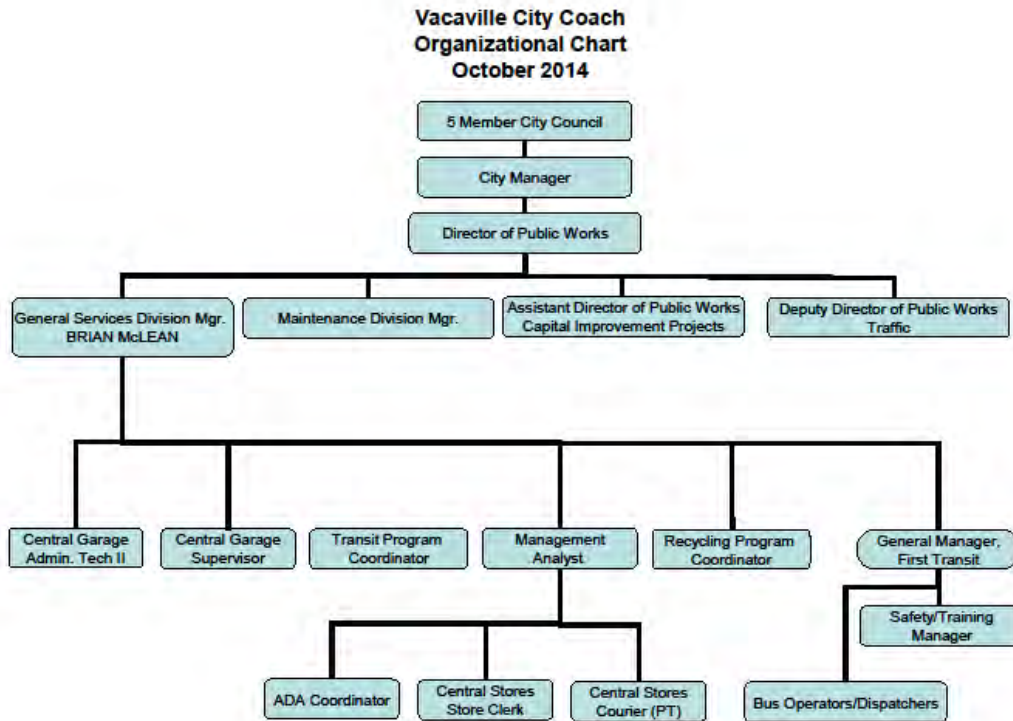 Vacaville City Coach
Organizational Chart
October 2014
5 Member City Council
City Manager
Director of Public Works
General Services Division Mgr.
BRIAN McLEAN
Maintenance Division Mgr.
Assistant Director of Public Works
Capital Improvement Projects
Deputy Director of Public Works
Traffic
Central Garage
Admin. Tech II
Central Garage
Supervisor
Transit Program
Coordinator
Management
Analyst
Recycling Program
Coordinator
General Manager,
First Transit
Safety/Training
Manager
ADA Coordinator
Central Stores
Store Clerk
Central Stores
Courier (PT)
Bus Operators/Dispatchers